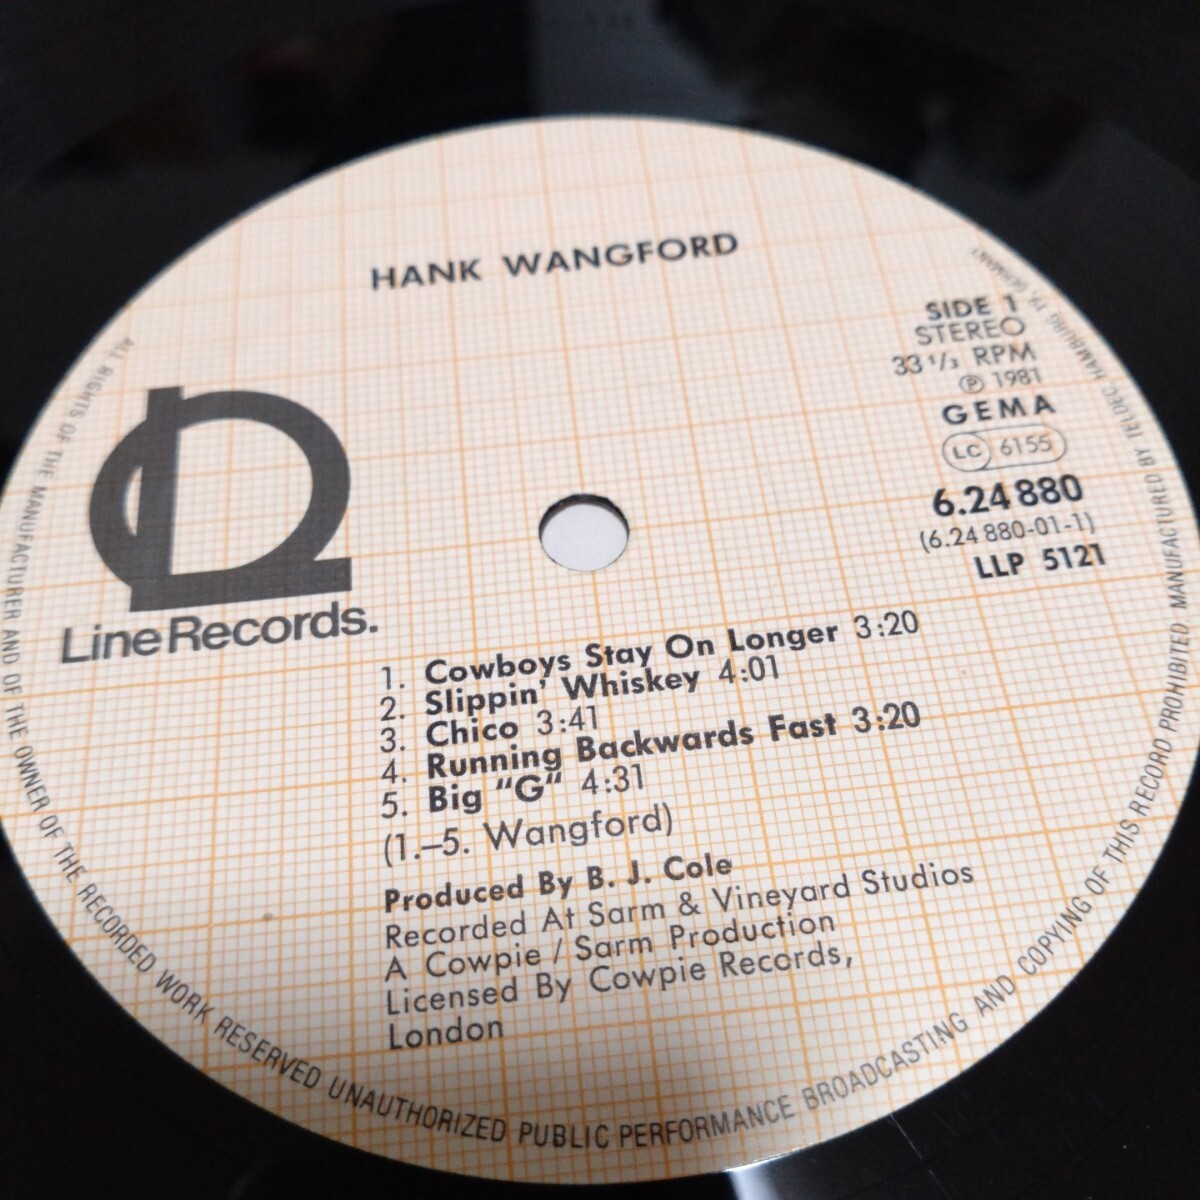 HANK WANGFORD
SIDE 1
STEREO
33 1/3 RPM
℗ 1981
GEMA
LC 6155
6.24 880
(6.24 880-01-1)
LLP 5121
Line Records.
1. Cowboys Stay On Longer 3:20
2. Slippin' Whiskey 4:01
3. Chico 3:41
4. Running Backwards Fast 3:20
5. Big "G" 4:31
(1.–5. Wangford)
Produced By B. J. Cole
Recorded At Sarm & Vineyard Studios
A Cowpie / Sarm Production
Licensed By Cowpie Records,
London
ALL RIGHTS OF THE MANUFACTURER AND OF THE OWNER OF THE RECORDED WORK RESERVED UNAUTHORIZED PUBLIC PERFORMANCE BROADCASTING AND COPYING OF THIS RECORD PROHIBITED MANUFACTURED BY TELDEC, HAMBURG 19, GERMANY